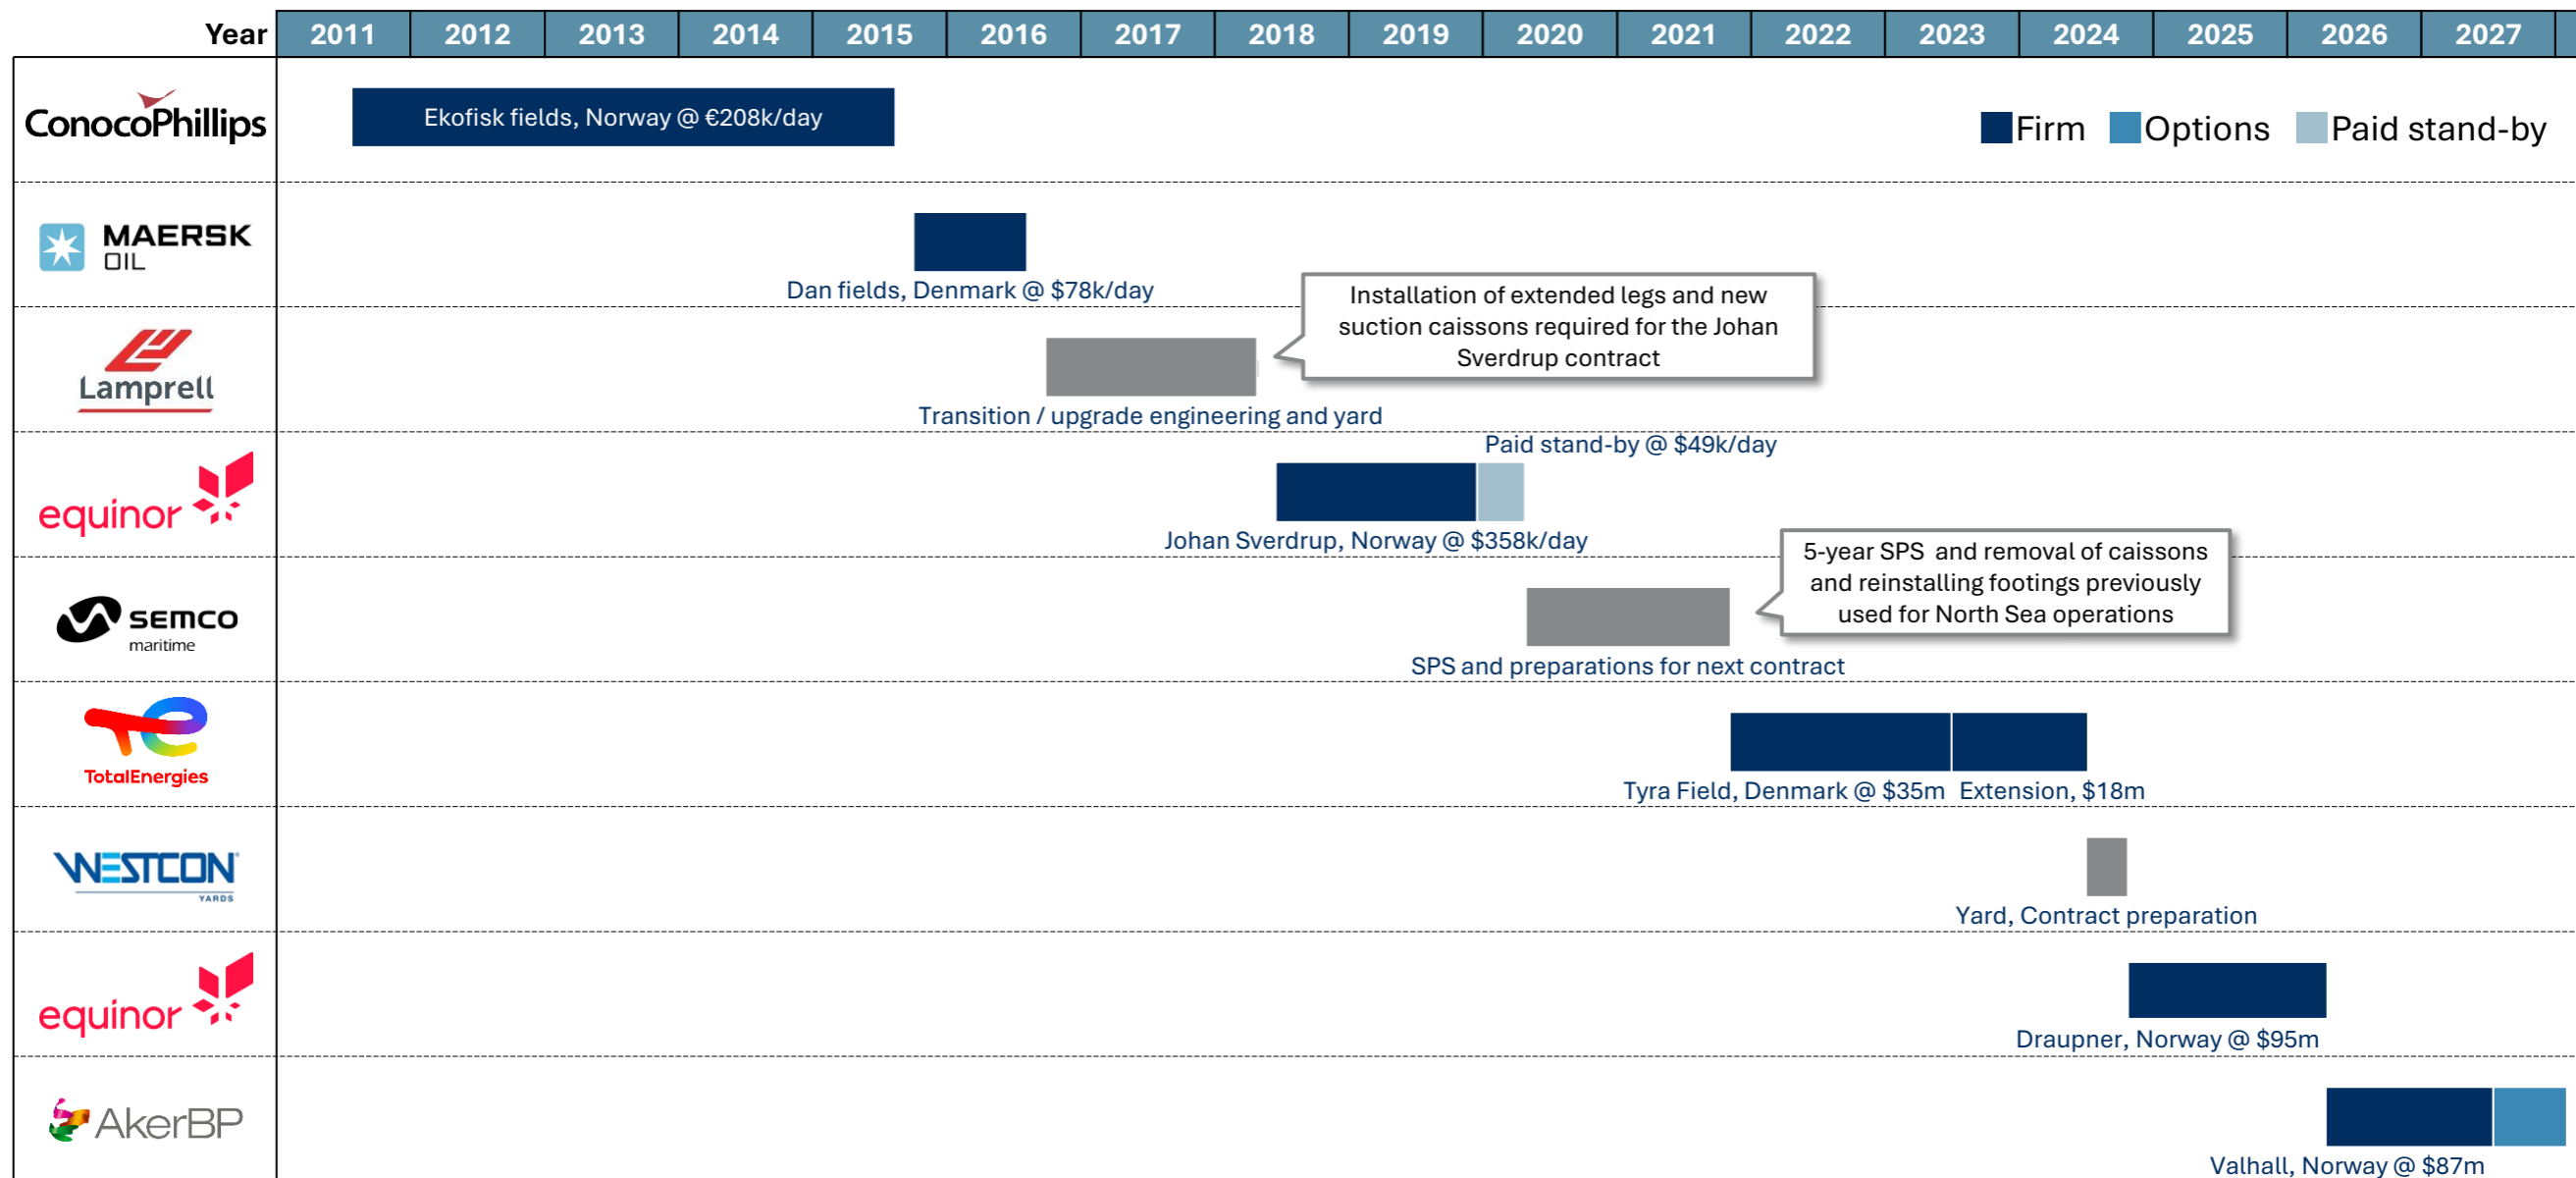 Year 2011 2012 2013 2014 2015 2016 2017 2018 2019 2020 2021 2022 2023 2024 2025 2026 2027
ConocoPhillips
Ekofisk fields, Norway @ €208k/day
Firm Options Paid stand-by
MAERSK
OIL
Dan fields, Denmark @ $78k/day
Installation of extended legs and new
suction caissons required for the Johan
Sverdrup contract
Lamprell
Transition / upgrade engineering and yard
Paid stand-by @ $49k/day
equinor
Johan Sverdrup, Norway @ $358k/day
5-year SPS and removal of caissons
and reinstalling footings previously
used for North Sea operations
semco
maritime
SPS and preparations for next contract
TotalEnergies
Tyra Field, Denmark @ $35m Extension, $18m
WESTCON
YARDS
Yard, Contract preparation
equinor
Draupner, Norway @ $95m
AkerBP
Valhall, Norway @ $87m